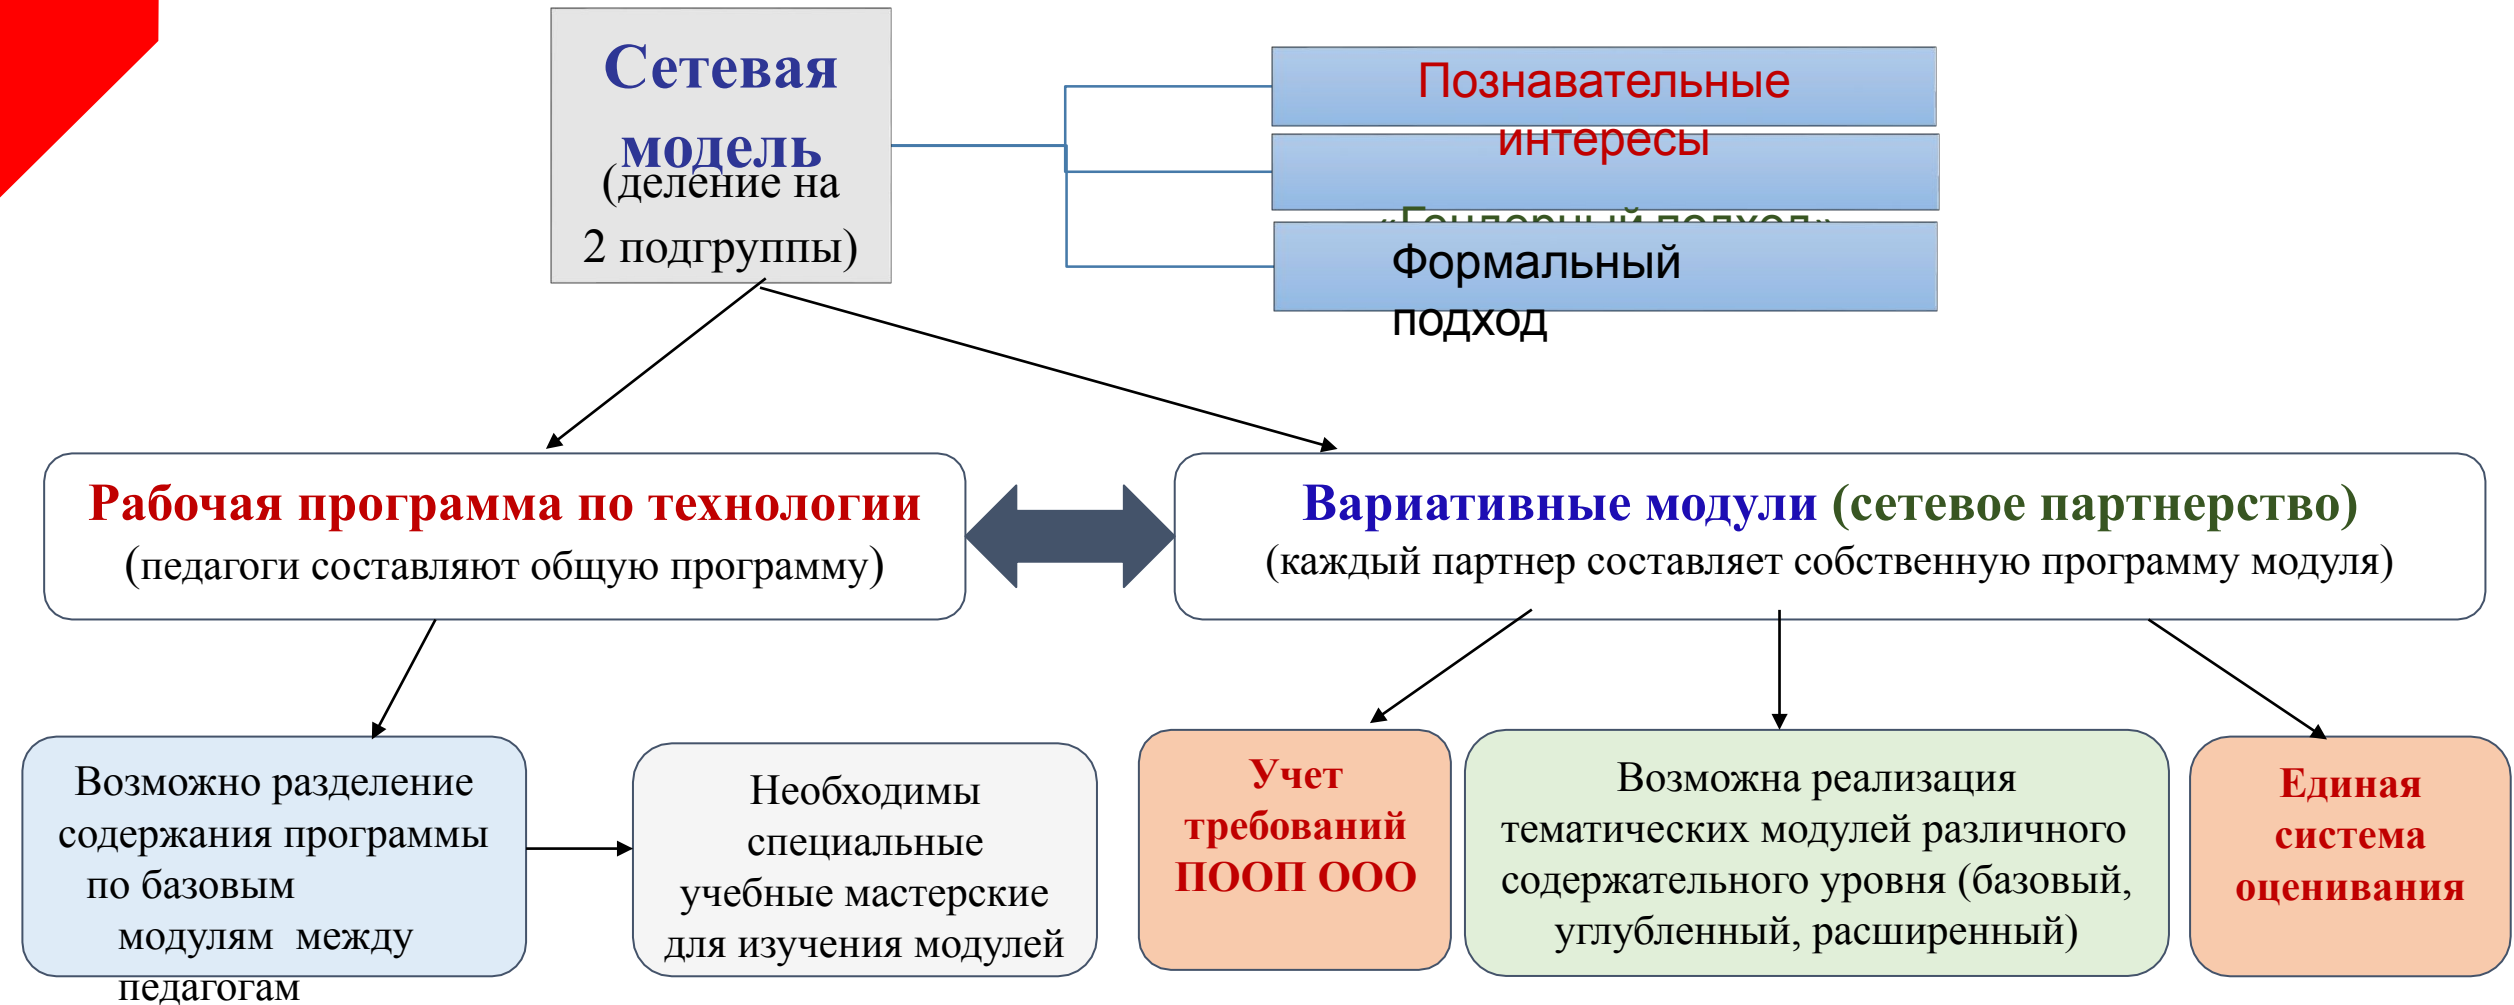 Сетевая
модель
(деление на
2 подгруппы)
Познавательные
интересы
«Гендерный подход»
Формальный
подход
Рабочая программа по технологии
(педагоги составляют общую программу)
Вариативные модули (сетевое партнерство)
(каждый партнер составляет собственную программу модуля)
Возможно разделение
содержания программы
по базовым
модулям между
педагогам
Необходимы
специальные
учебные мастерские
для изучения модулей
Учет
требований
ПООП ООО
Возможна реализация
тематических модулей различного
содержательного уровня (базовый,
углубленный, расширенный)
Единая
система
оценивания